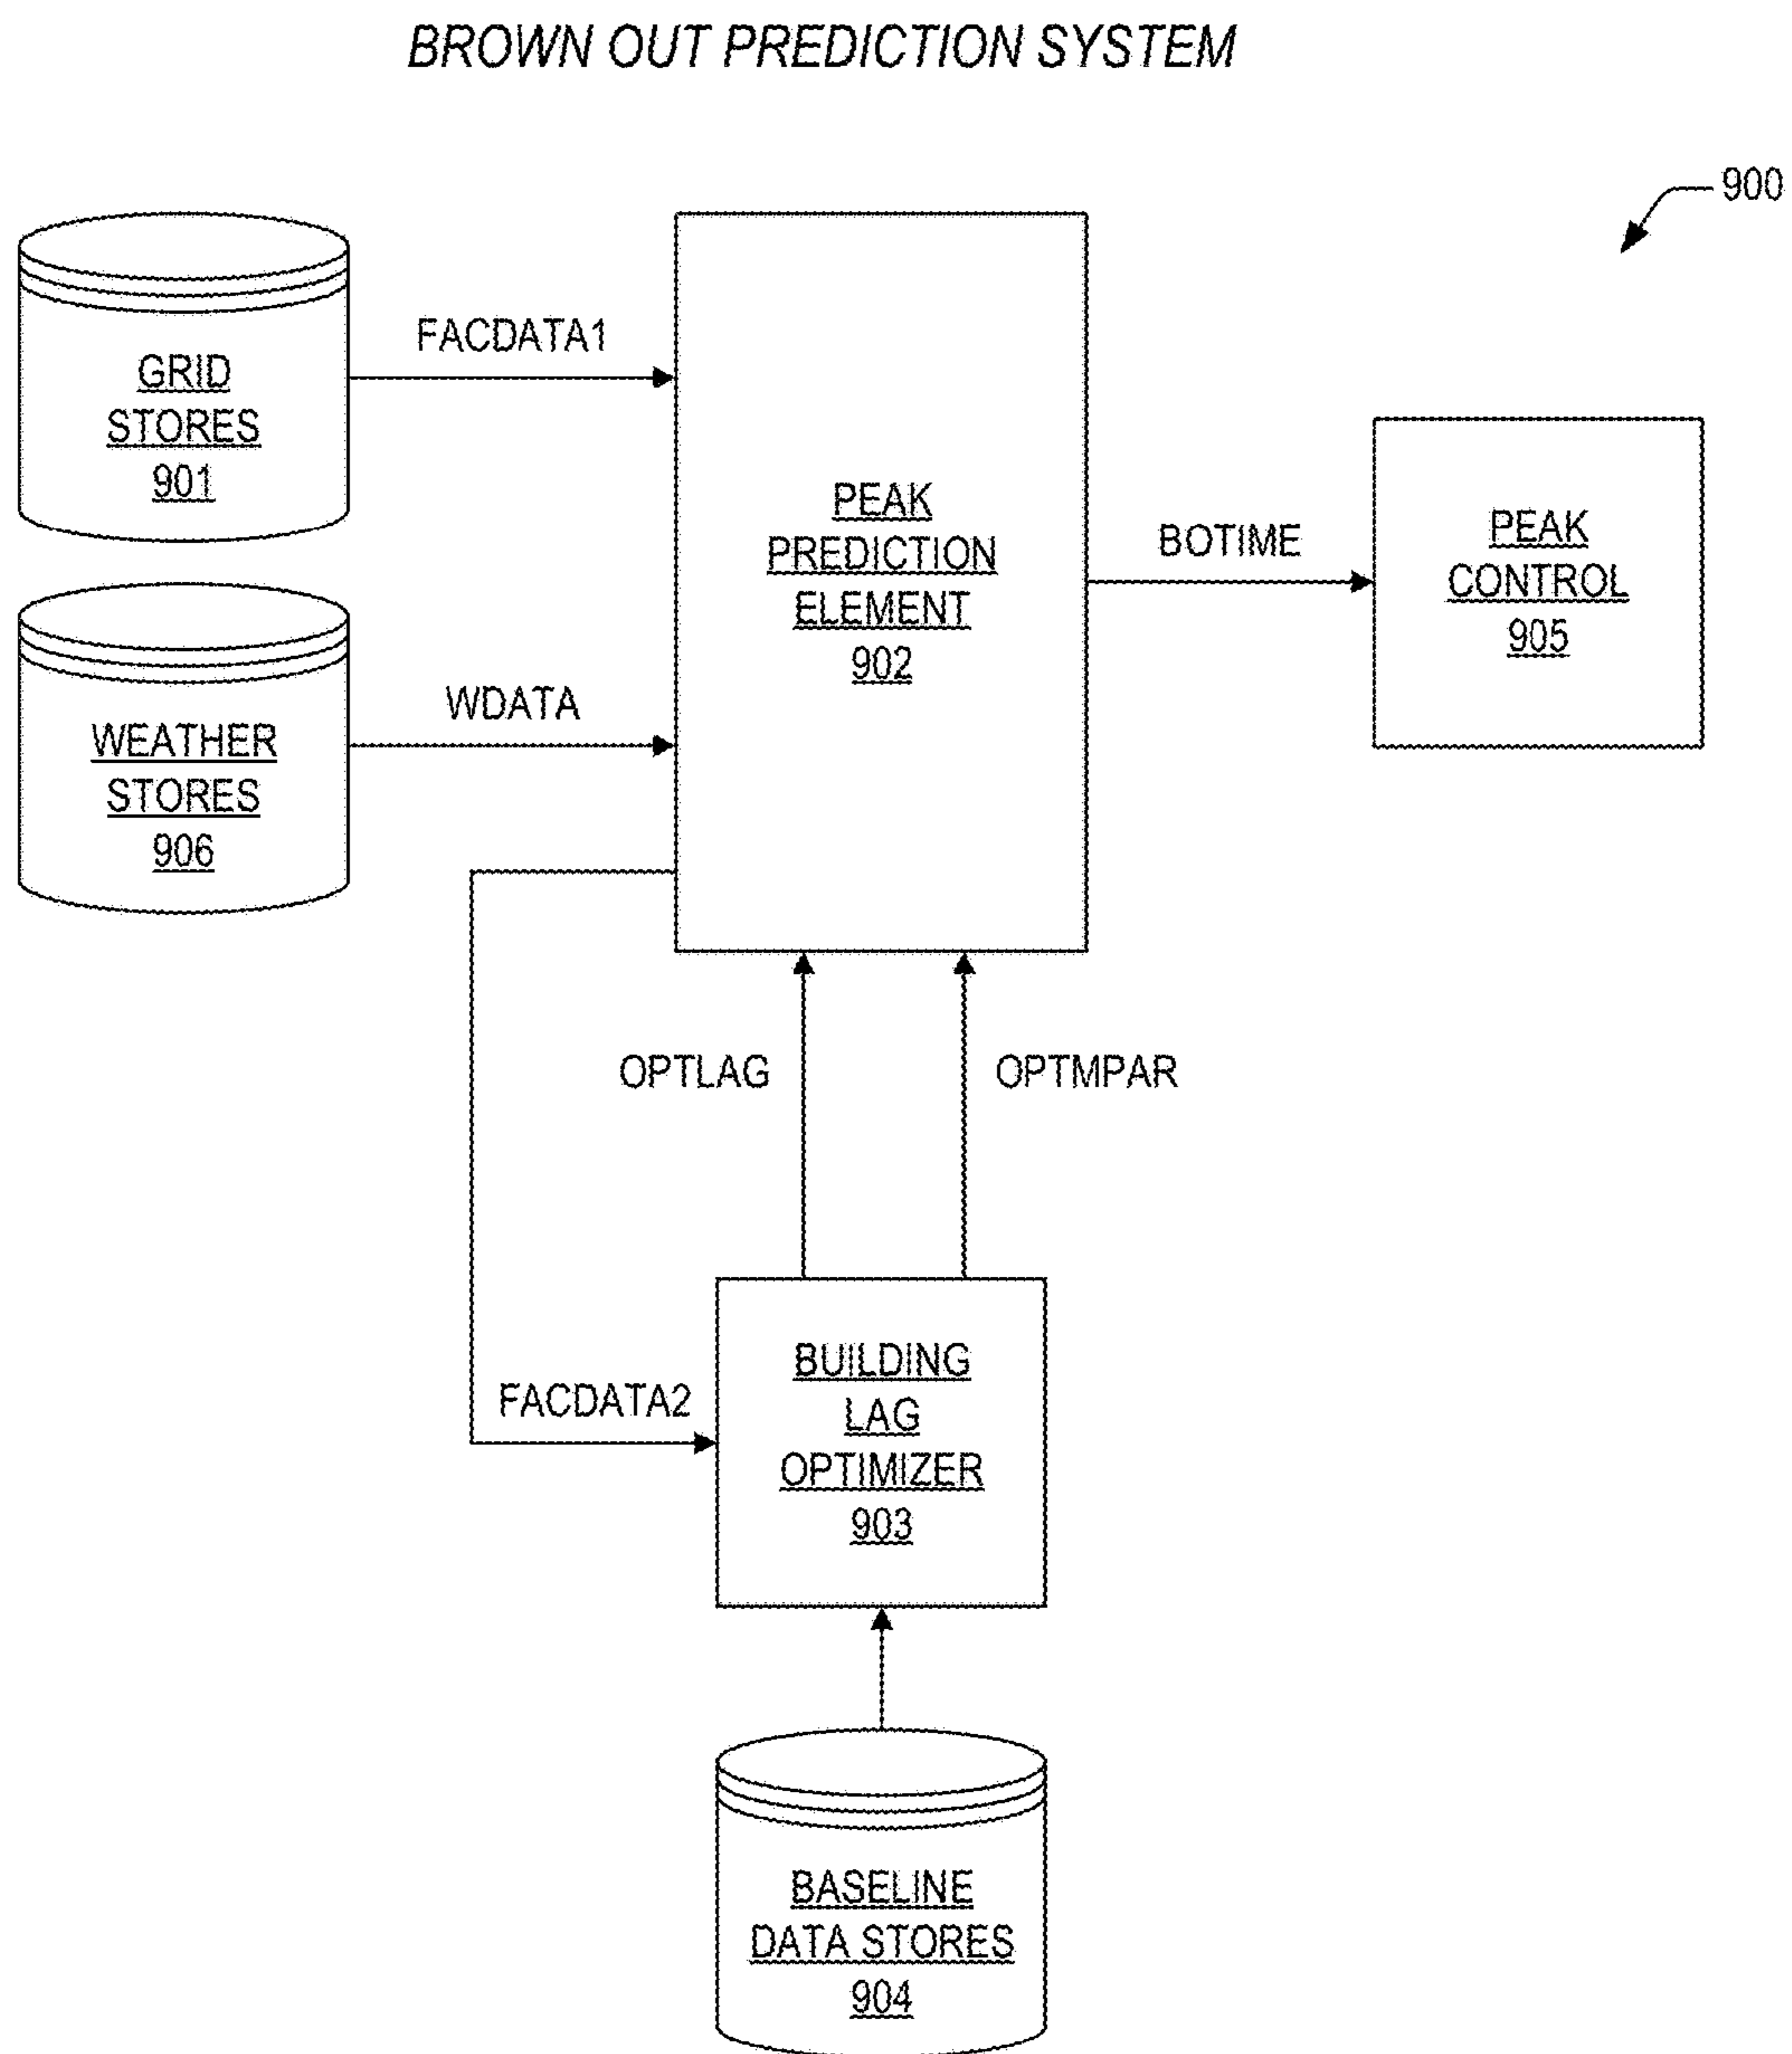 BROWN OUT PREDICTION SYSTEM
900
GRID
STORES
901
FACDATA1
PEAK
PREDICTION
ELEMENT
902
BOTIME
PEAK
CONTROL
905
WEATHER
STORES
906
WDATA
OPTLAG
OPTMPAR
FACDATA2
BUILDING
LAG
OPTIMIZER
903
BASELINE
DATA STORES
904